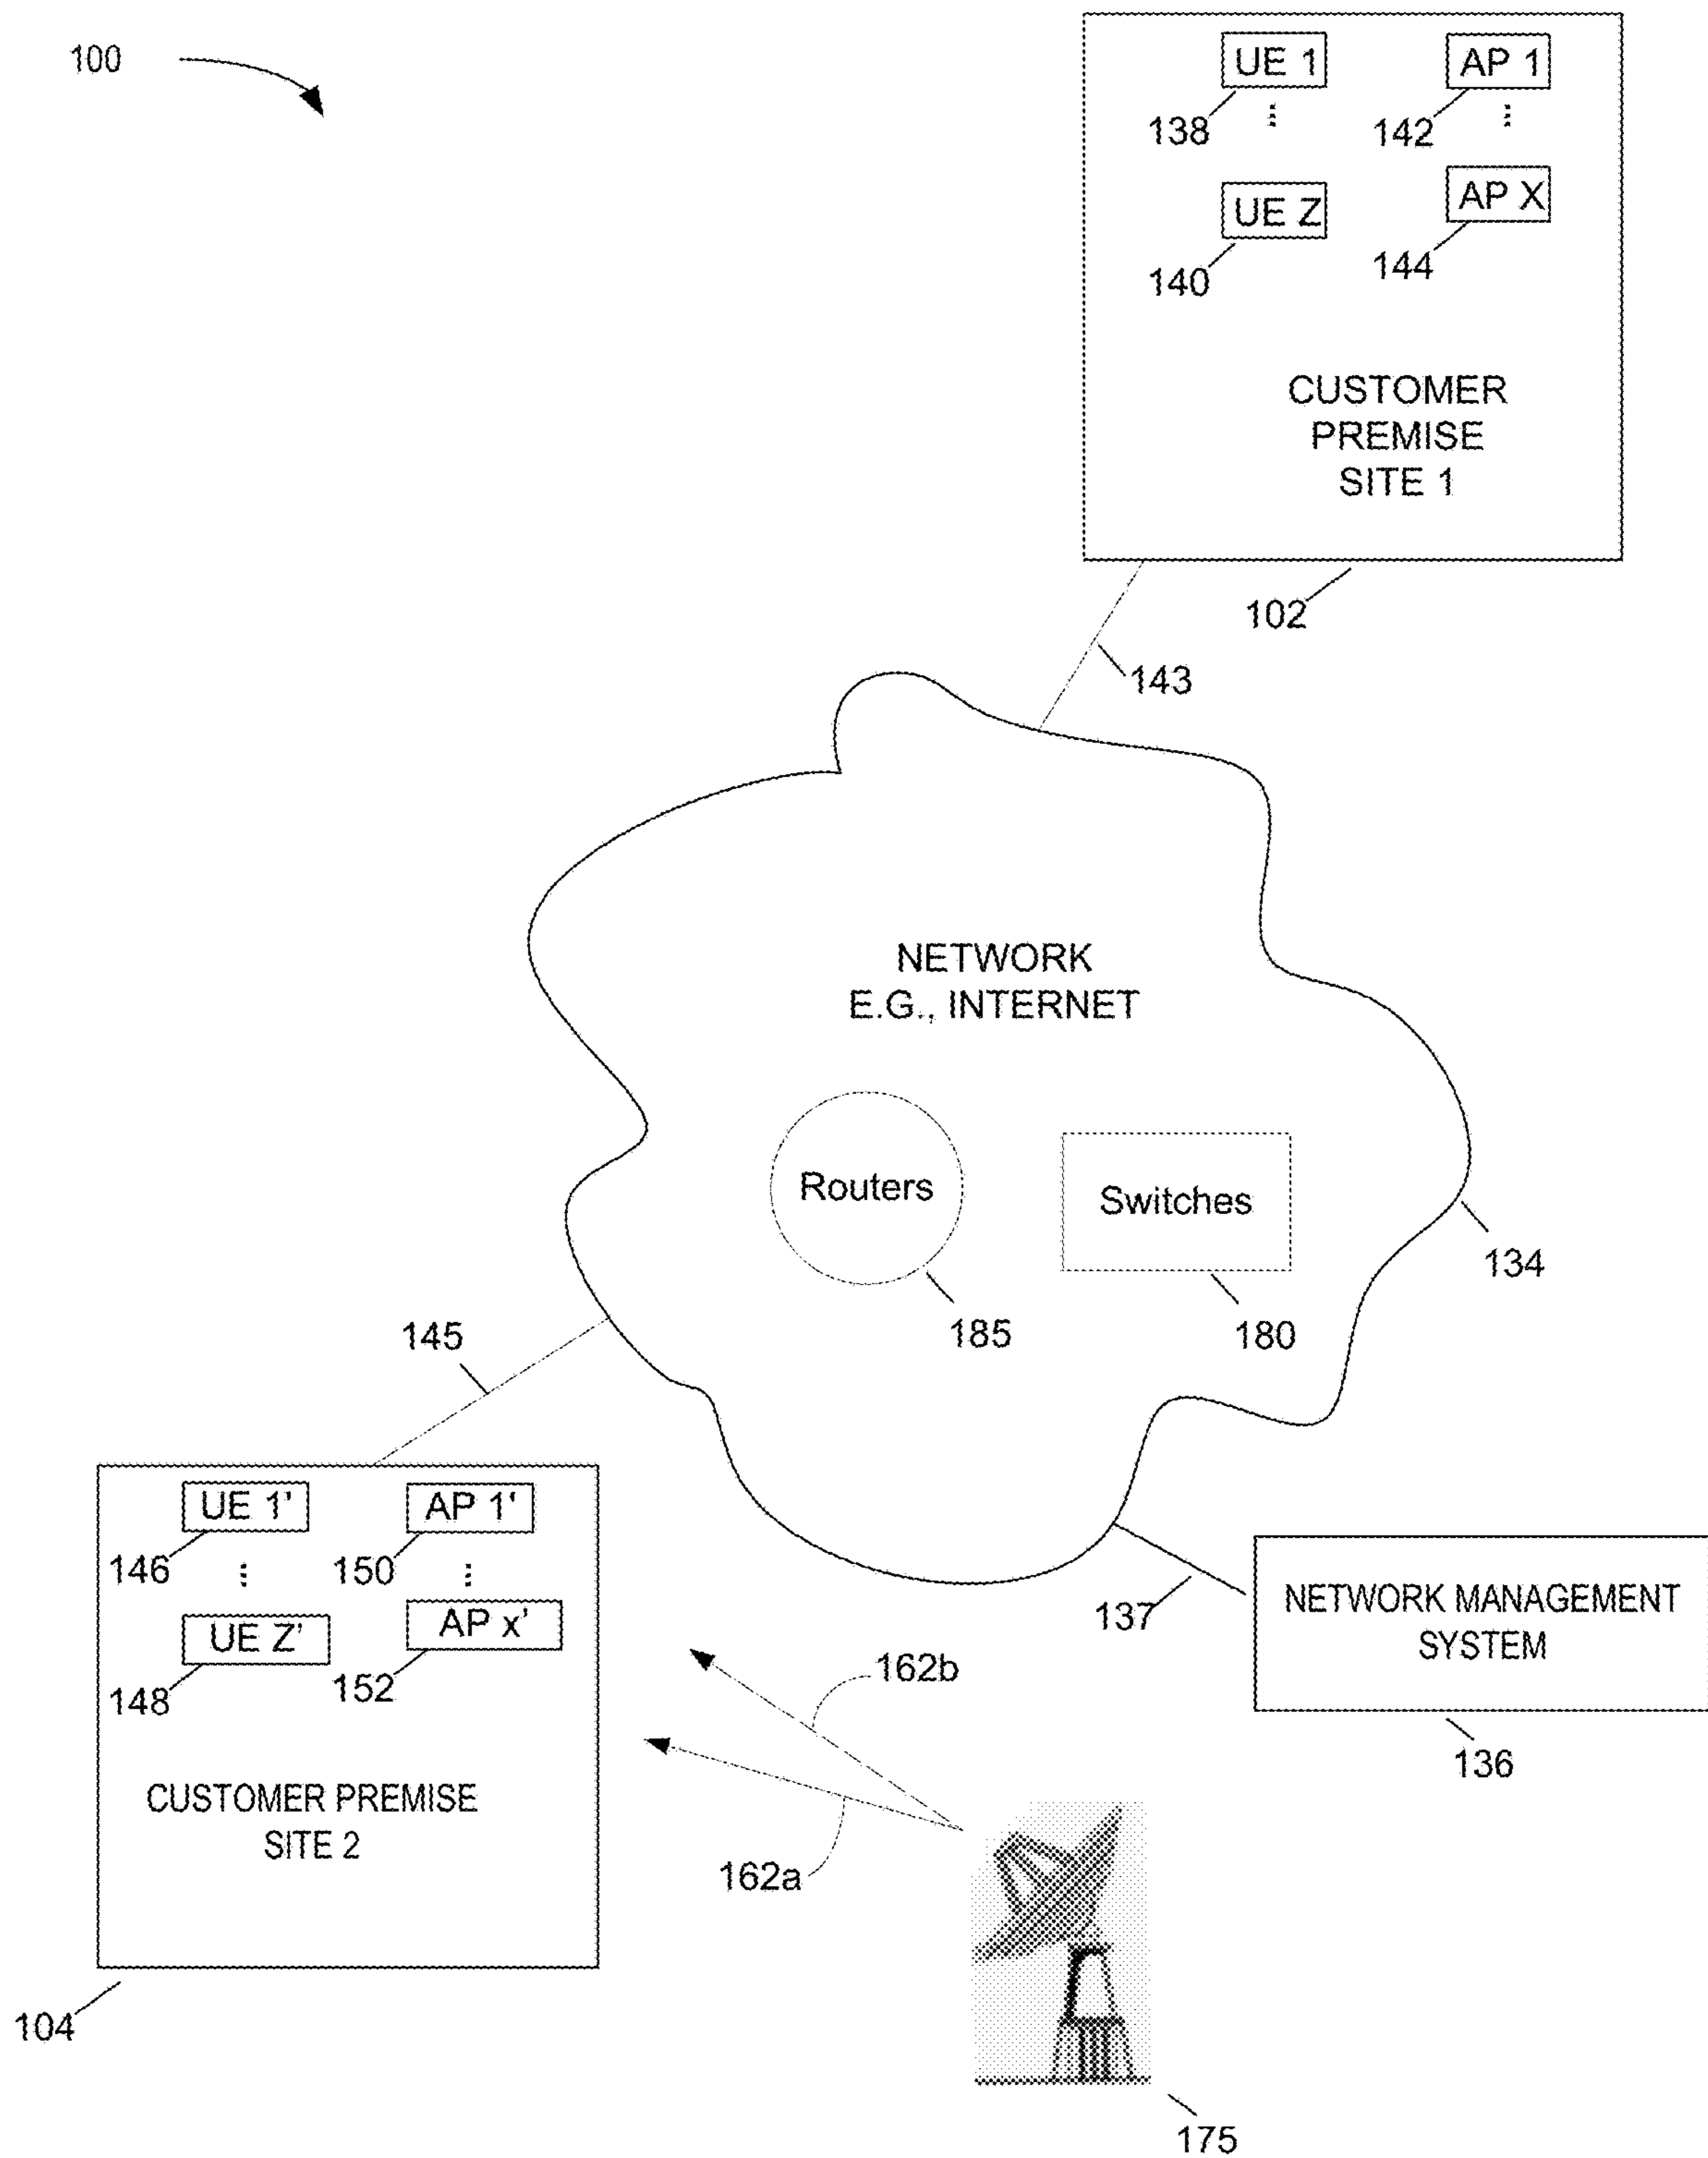 100
UE 1
AP 1
138
142
UE Z
AP X
140
144
CUSTOMER
PREMISE
SITE 1
102
143
NETWORK
E.G., INTERNET
Routers
Switches
134
185
180
145
UE 1'
AP 1'
146
150
UE Z'
AP x'
148
152
137
NETWORK MANAGEMENT
SYSTEM
162b
136
CUSTOMER PREMISE
SITE 2
162a
104
175